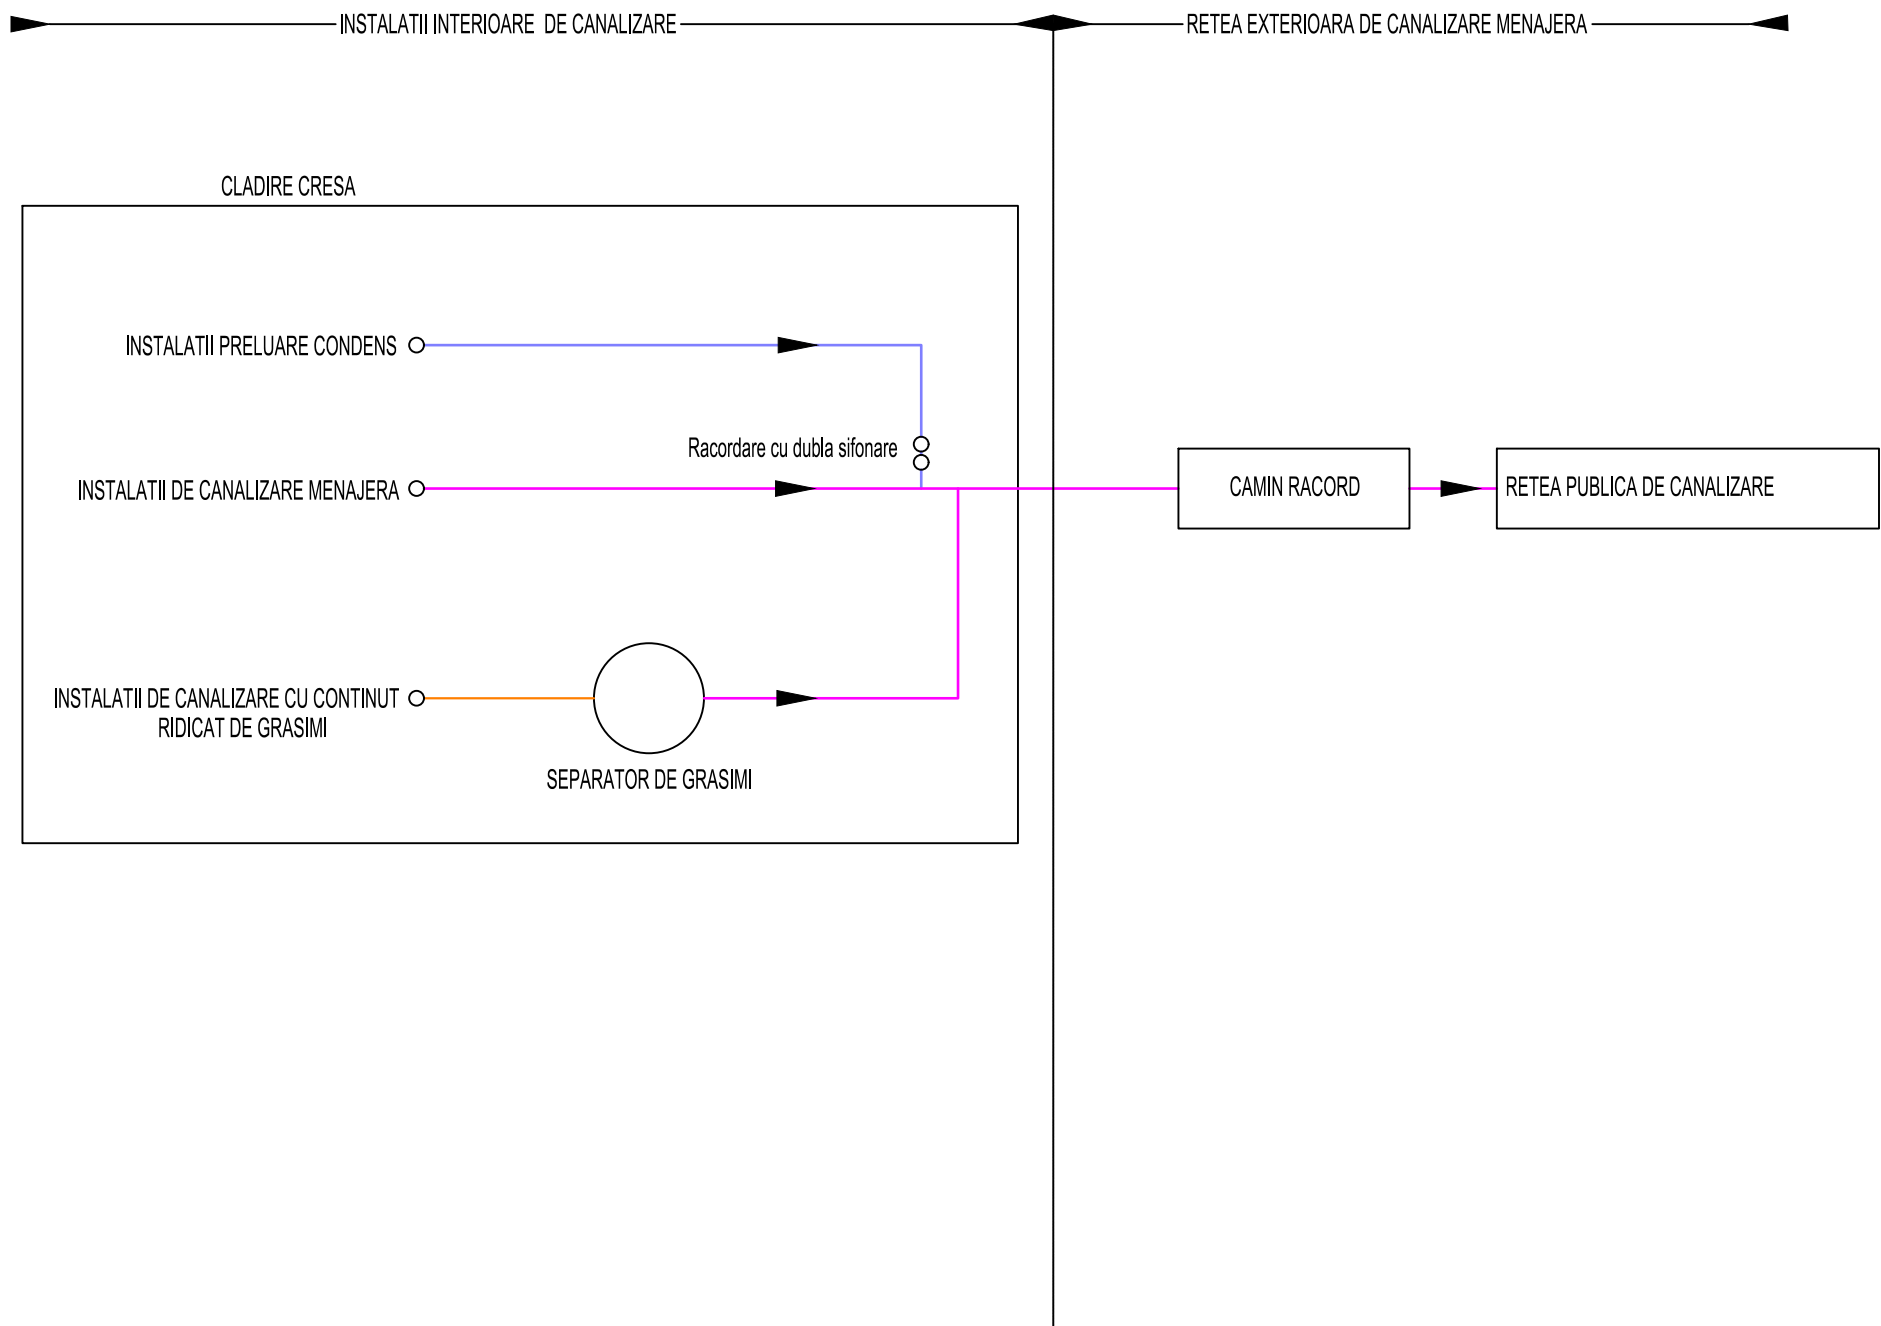 INSTALATII INTERIOARE DE CANALIZARE
RETEA EXTERIOARA DE CANALIZARE MENAJERA
CLADIRE CRESA
INSTALATII PRELUARE CONDENS
Racordare cu dubla sifonare
INSTALATII DE CANALIZARE MENAJERA
CAMIN RACORD
RETEA PUBLICA DE CANALIZARE
INSTALATII DE CANALIZARE CU CONTINUT
RIDICAT DE GRASIMI
SEPARATOR DE GRASIMI